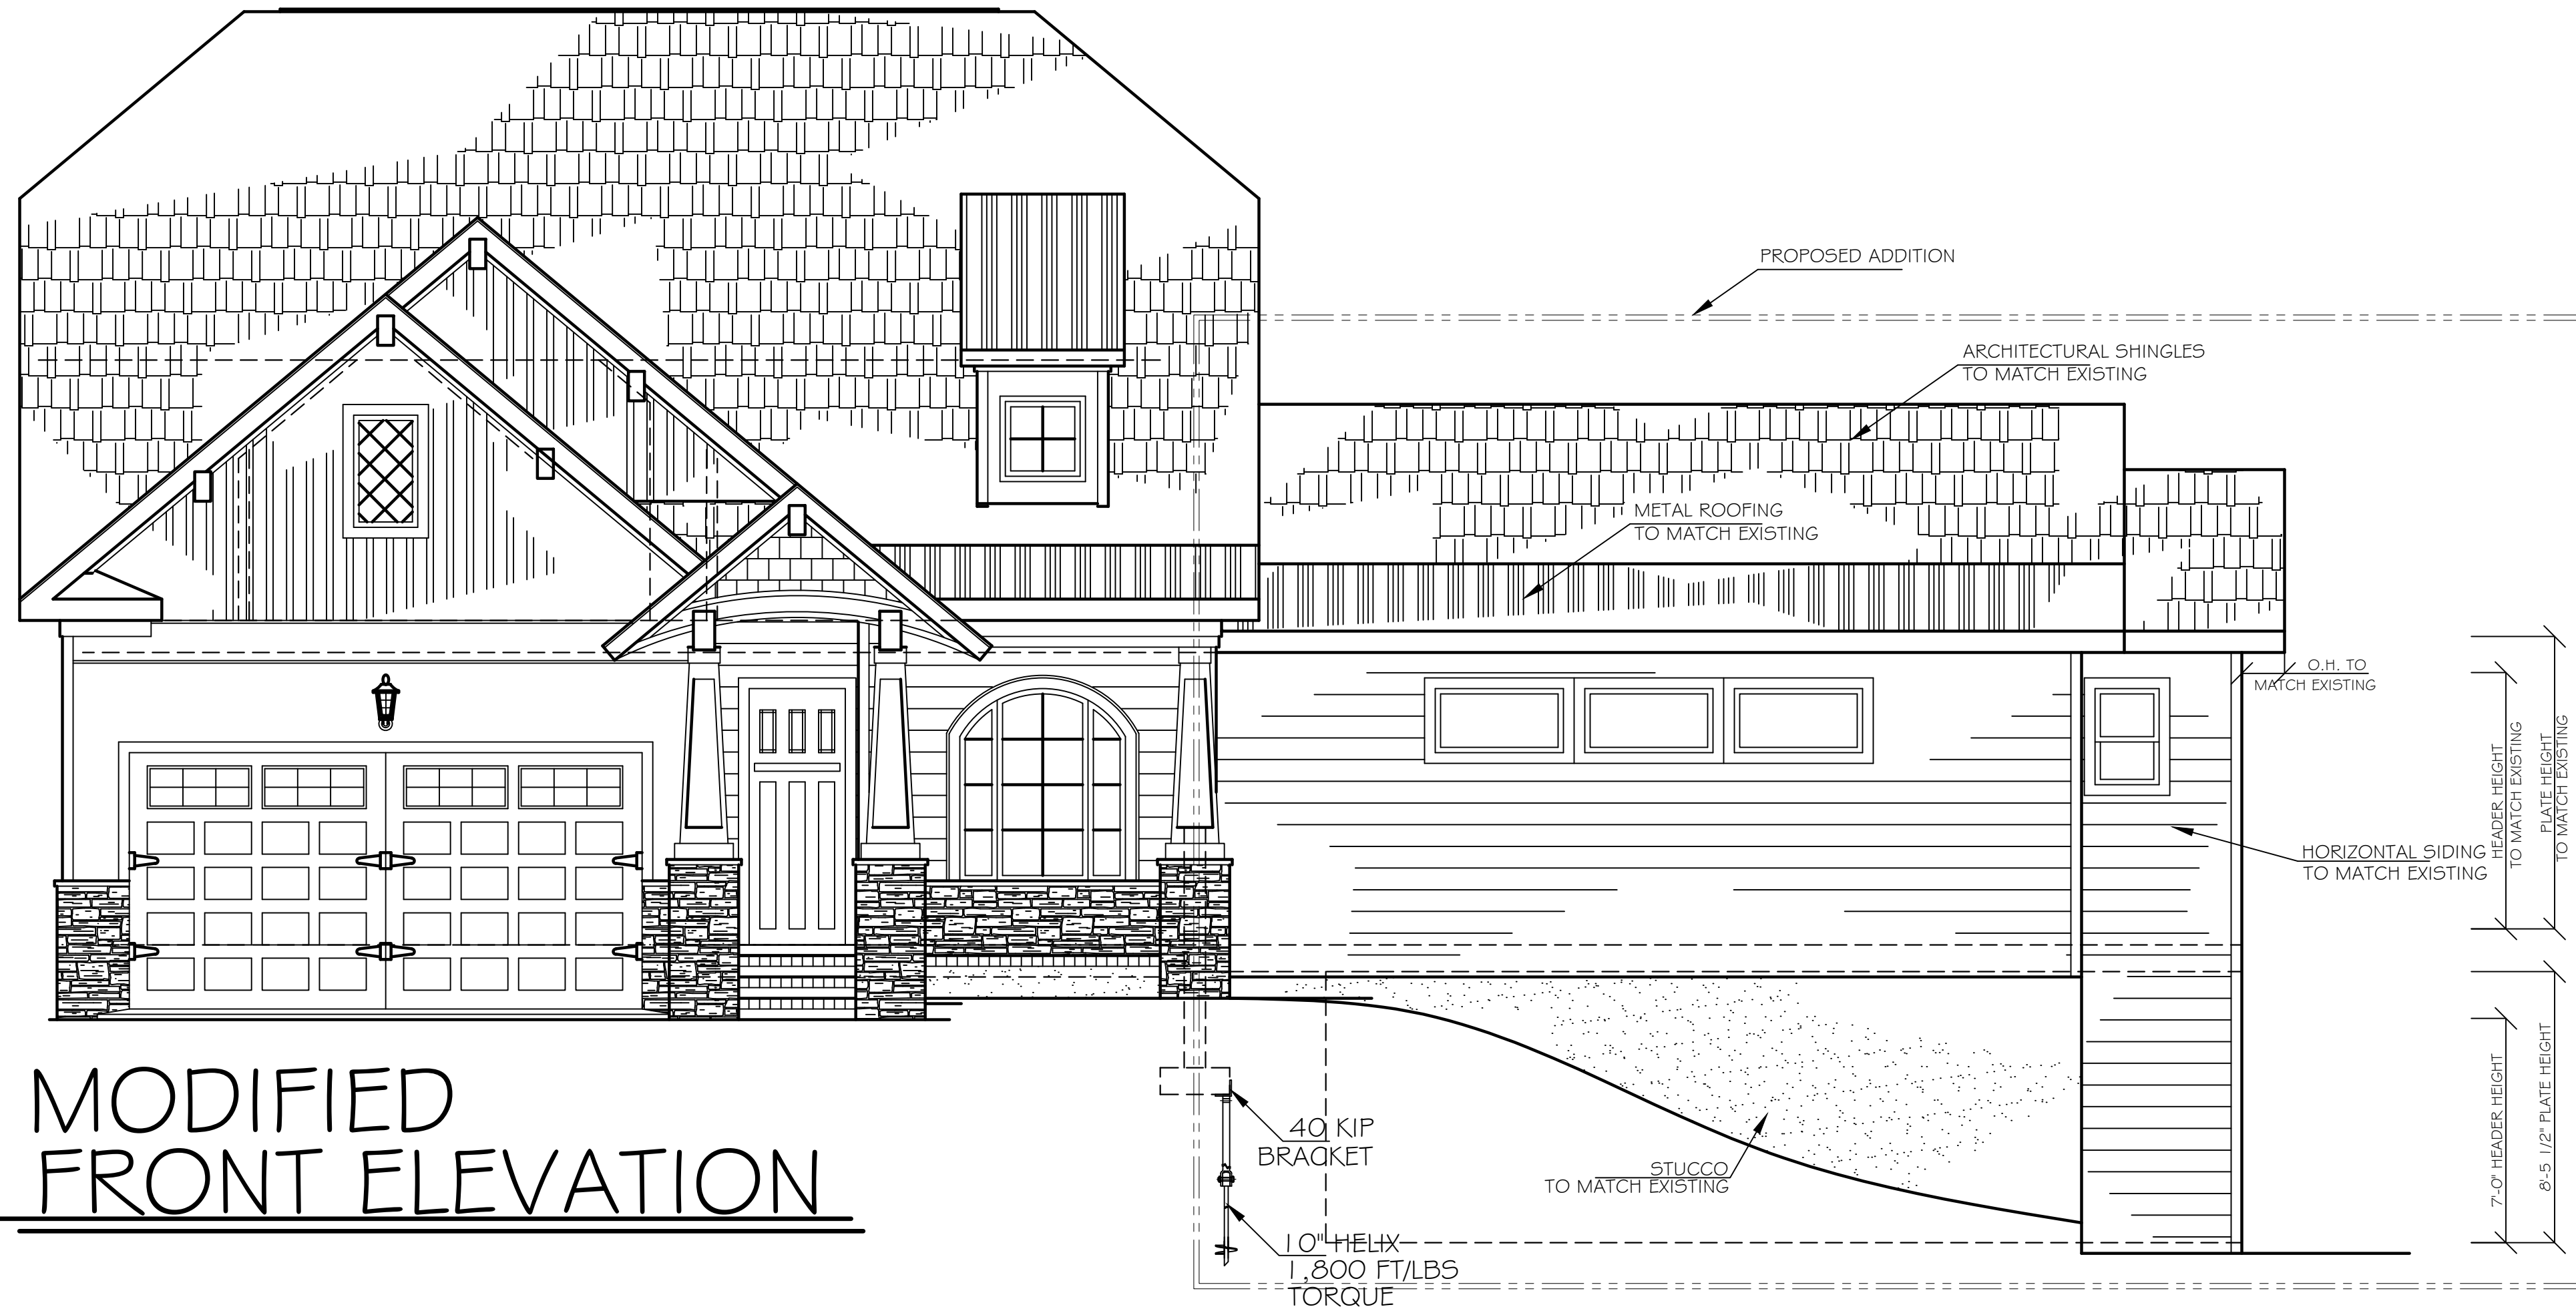 PROPOSED ADDITION
ARCHITECTURAL SHINGLES
TO MATCH EXISTING
METAL ROOFING
TO MATCH EXISTING
O.H. TO
MATCH EXISTING
HEADER HEIGHT
TO MATCH EXISTING
PLATE HEIGHT
TO MATCH EXISTING
HORIZONTAL SIDING
TO MATCH EXISTING
7'-0" HEADER HEIGHT
8'-5 1/2" PLATE HEIGHT
MODIFIED
FRONT ELEVATION
40 KIP
BRACKET
STUCCO
TO MATCH EXISTING
10" HELIX
1,800 FT/LBS
TORQUE